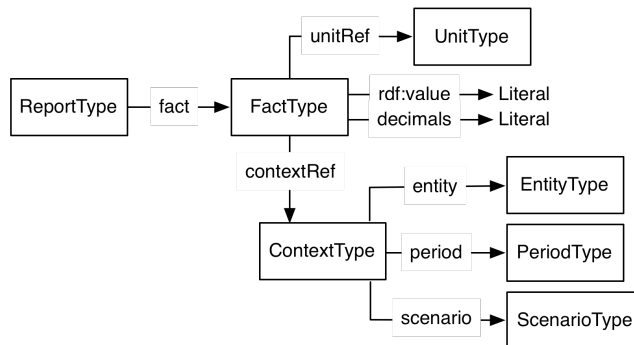 unitRef
UnitType
ReportType
fact
FactType
rdf:value
Literal
decimals
Literal
contextRef
entity
EntityType
ContextType
period
PeriodType
scenario
ScenarioType